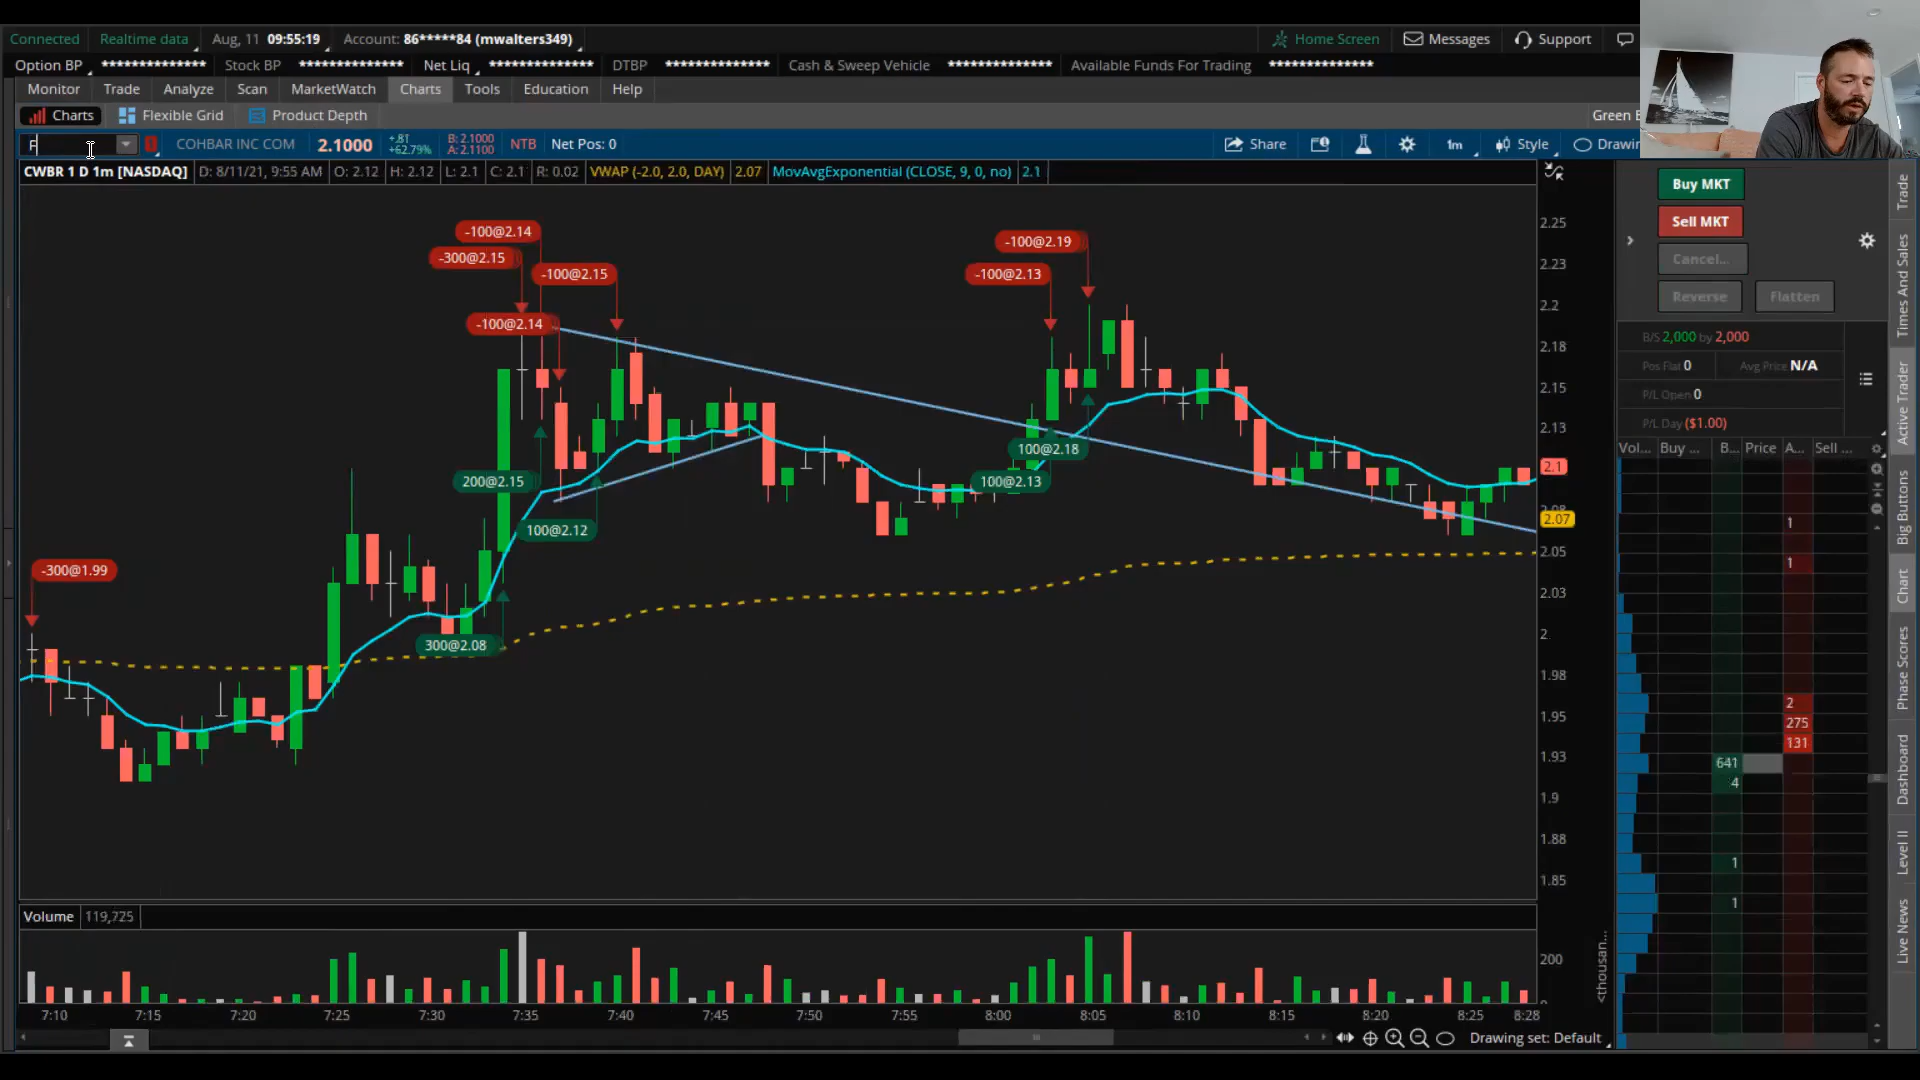 Connected Realtime data Aug, 11 09:55:19 Account: 86*****84 (mwalters349) Home Screen Messages Support
Option BP ************** Stock BP ************** Net Liq ************** DTBP ************** Cash & Sweep Vehicle ************** Available Funds For Trading **************
Monitor Trade Analyze Scan MarketWatch Charts Tools Education Help
Charts Flexible Grid Product Depth Green
F COHBAR INC COM 2.1000 +.81 +62.79% B: 2.1000 A: 2.1100 NTB Net Pos: 0 Share 1m Style Drawin
CWBR 1 D 1m [NASDAQ] D: 8/11/21, 9:55 AM O: 2.12 H: 2.12 L: 2.1 C: 2.1 R: 0.02 VWAP (-2.0, 2.0, DAY) 2.07 MovAvgExponential (CLOSE, 9, 0, no) 2.1
Buy MKT
Sell MKT
Cancel...
Reverse Flatten
B/S 2,000 by 2,000
Pos Flat 0 Avg Price N/A
P/L Open 0
P/L Day ($1.00)
Vol... Buy ... B... Price A... Sell ...
1
1
2
275
131
641
4
1
1
-100@2.14
-300@2.15
-100@2.15
-100@2.14
-100@2.19
-100@2.13
200@2.15
100@2.12
100@2.18
100@2.13
-300@1.99
300@2.08
2.25
2.23
2.2
2.18
2.15
2.13
2.1
2.08
2.07
2.05
2.03
2
1.98
1.95
1.93
1.9
1.88
1.85
Volume 119,725
200
0
<thousan...
7:10 7:15 7:20 7:25 7:30 7:35 7:40 7:45 7:50 7:55 8:00 8:05 8:10 8:15 8:20 8:25 8:28
Drawing set: Default
Trade
Times And Sales
Active Trader
Big Buttons
Chart
Phase Scores
Dashboard
Level II
Live News